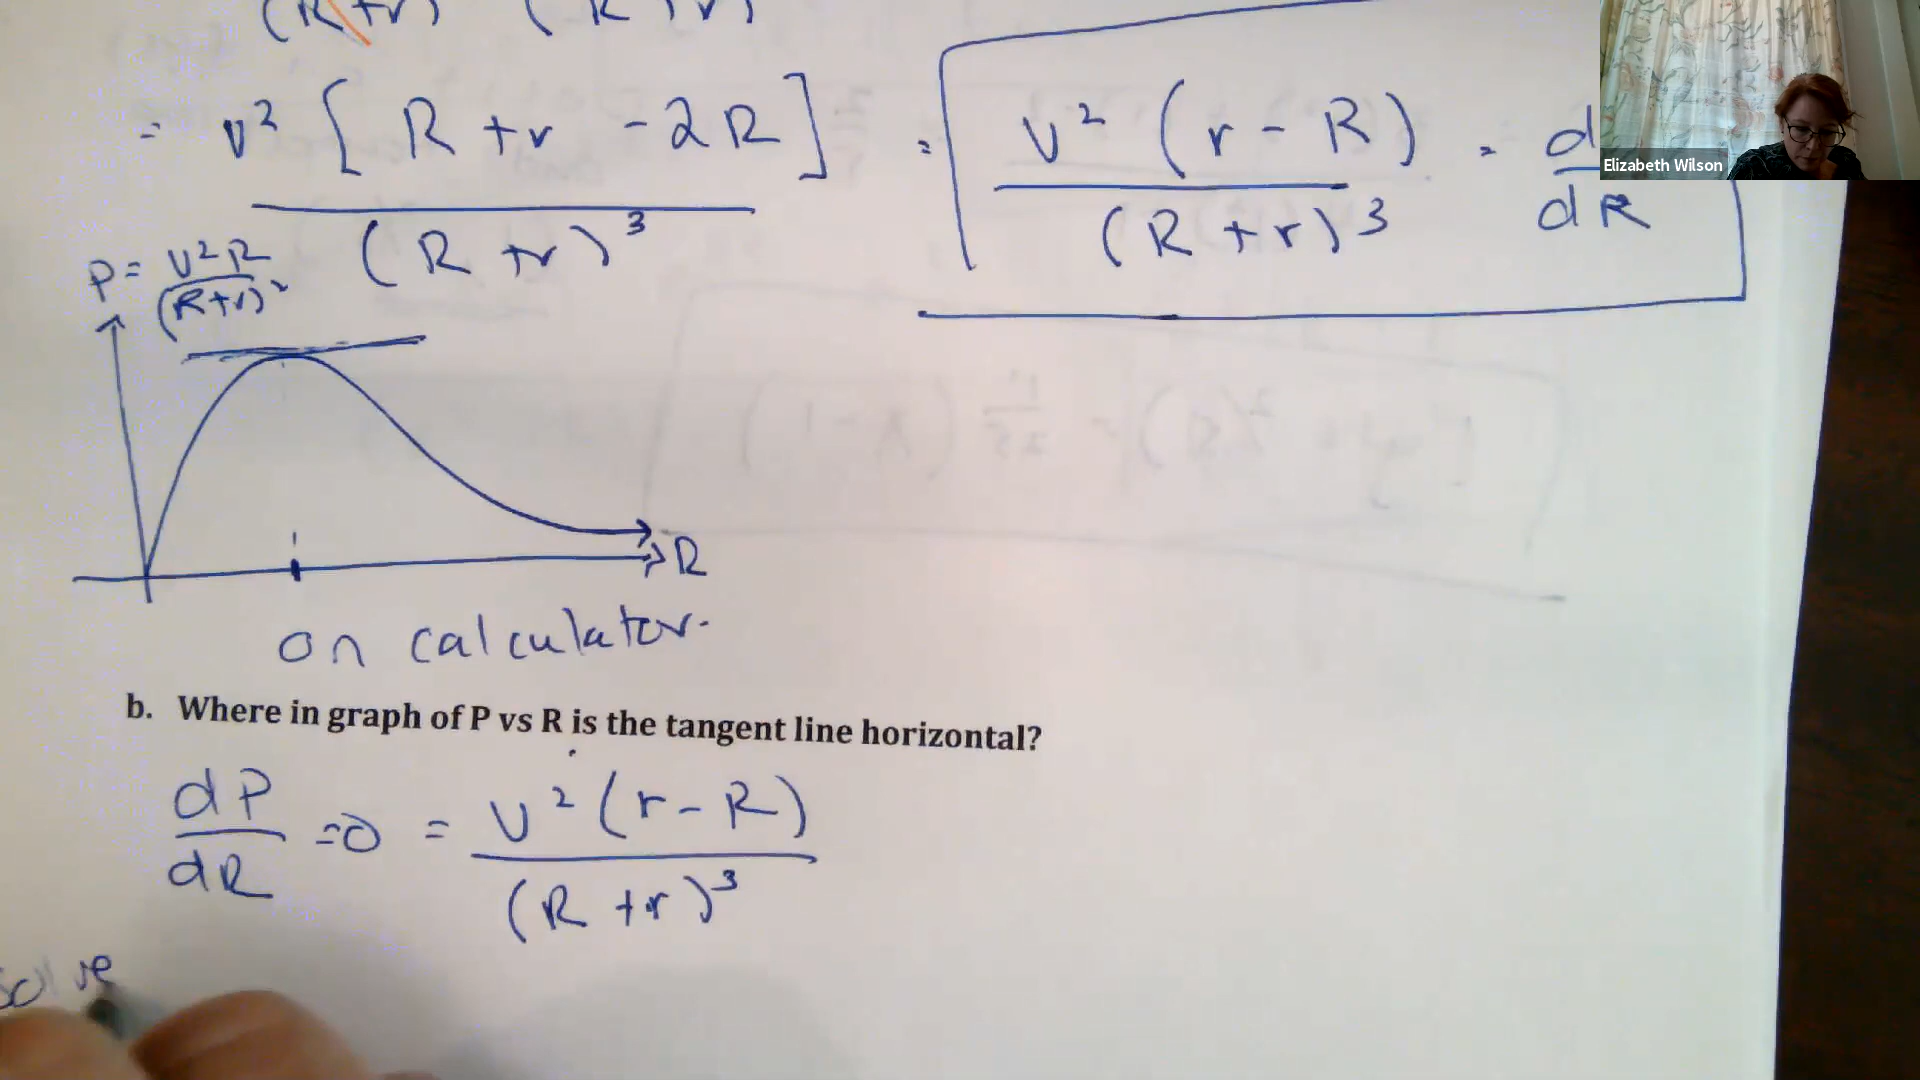 (R+r) (R+r)
= V² [R + r - 2R] / (R + r)³ = V² (r - R) / (R + r)³ = d / dR
Elizabeth Wilson
P = V²R / (R+r)²
R
on calculator.
b. Where in graph of P vs R is the tangent line horizontal?
dP / dR = 0 = V² (r - R) / (R + r)³
solve